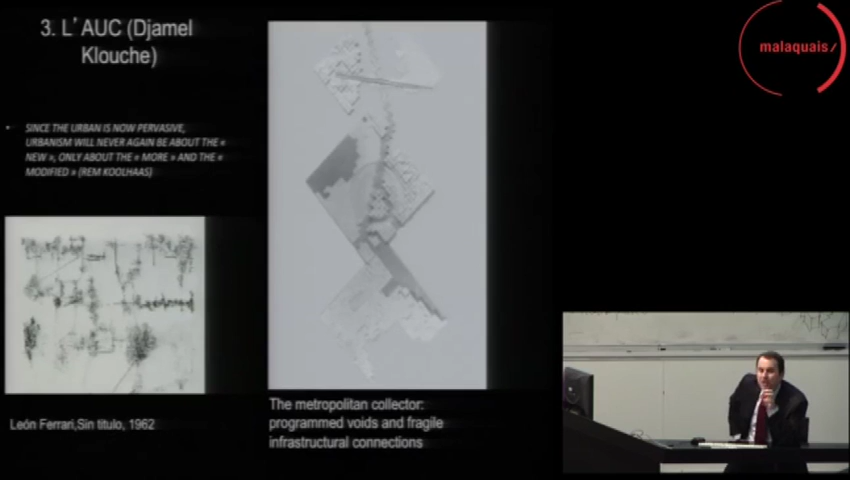 3. L’AUC (Djamel
Klouche)
malaquais/
• SINCE THE URBAN IS NOW PERVASIVE,
URBANISM WILL NEVER AGAIN BE ABOUT THE «
NEW », ONLY ABOUT THE « MORE » AND THE «
MODIFIED » (REM KOOLHAAS)
León Ferrari,Sin titulo, 1962
The metropolitan collector:
programmed voids and fragile
infrastructural connections